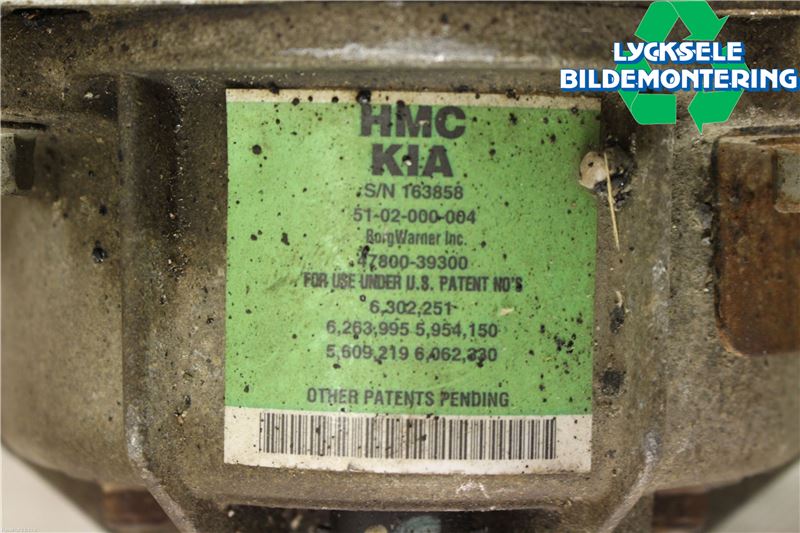 LYCKSELE
BILDEMONTERING
HMC
KIA
S/N 163858
51-02-000-004
BorgWarner Inc.
47800-39300
FOR USE UNDER U.S. PATENT NO'S
6,302,251
6,263,995 5,954,150
5,609,219 6,062,330
OTHER PATENTS PENDING